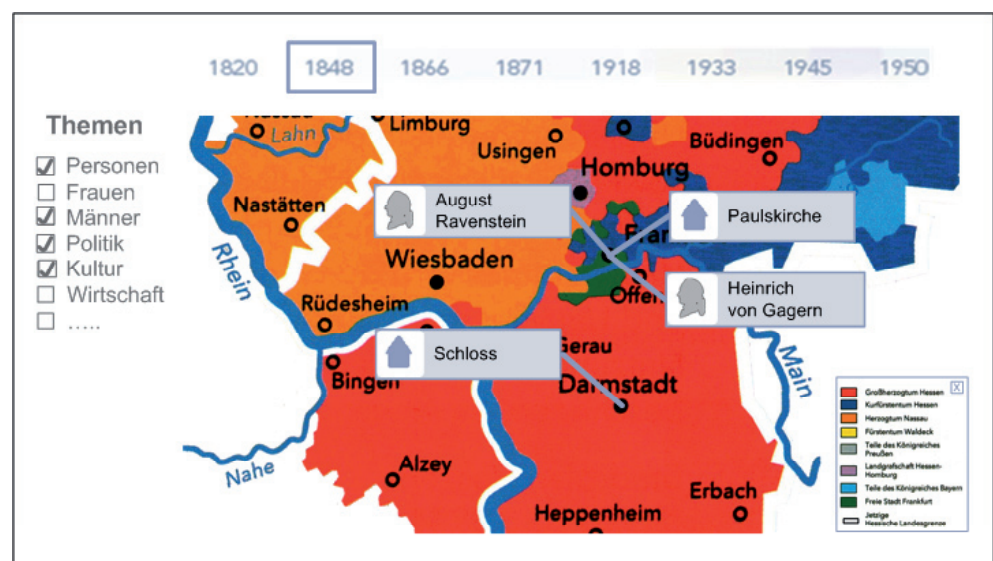 1820 1848 1866 1871 1918 1933 1945 1950
Themen
Personen
Frauen
Männer
Politik
Kultur
Wirtschaft
.....
Lahn
Limburg
Usingen
Büdingen
Homburg
Nastätten
August
Ravenstein
Paulskirche
Rhein
Wiesbaden
Heinrich
von Gagern
Rüdesheim
Schloss
Gerau
Bingen
Darmstadt
Main
Nahe
Alzey
Erbach
Heppenheim
X
Großherzogtum Hessen
Kurfürstentum Hessen
Herzogtum Nassau
Fürstentum Waldeck
Teile des Königreiches
Preußen
Landgrafschaft Hessen-
Homburg
Teile des Königreiches Bayern
Freie Stadt Frankfurt
Jetzige
Hessische Landesgrenze